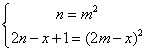 n = m²
2n - x + 1 = (2m - x)²